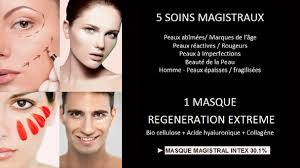 5 SOINS MAGISTRAUX
Peaux abîmées/ Marques de l'âge
Peaux réactives / Rougeurs
Peaux à Imperfections
Beauté de la Peau
Homme - Peaux épaisses / fragilisées
1 MASQUE
REGENERATION EXTREME
Bio cellulose + Acide hyaluronique + Collagène
► MASQUE MAGISTRAL INTEX 30.1%